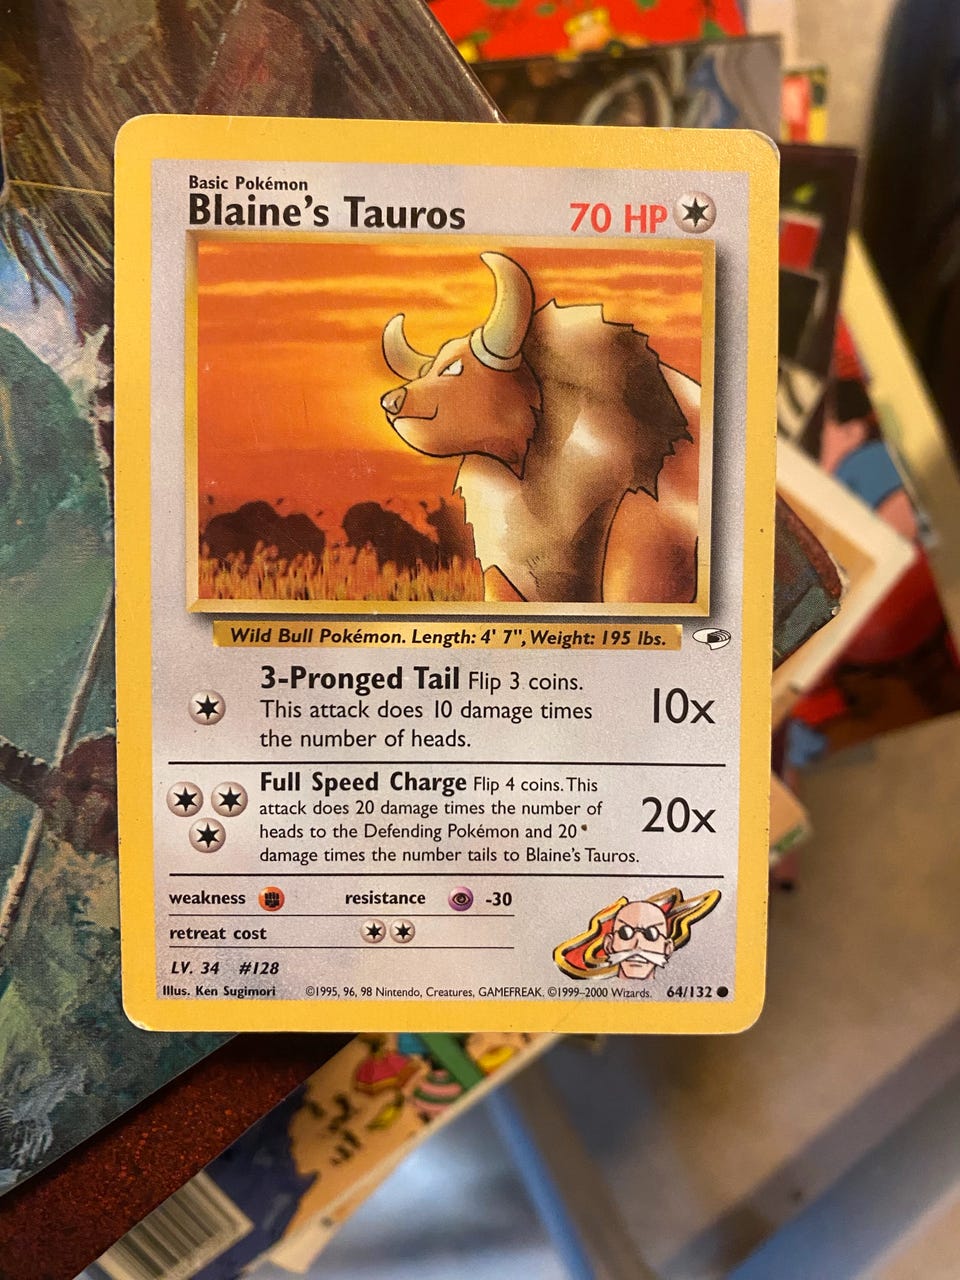 Basic Pokémon
Blaine's Tauros
70 HP
Wild Bull Pokémon. Length: 4' 7", Weight: 195 lbs.
3-Pronged Tail Flip 3 coins.
This attack does 10 damage times
the number of heads.
10x
Full Speed Charge Flip 4 coins. This
attack does 20 damage times the number of
heads to the Defending Pokémon and 20
damage times the number tails to Blaine's Tauros.
20x
weakness
resistance -30
retreat cost
LV. 34 #128
Illus. Ken Sugimori ©1995, 96, 98 Nintendo, Creatures, GAMEFREAK. ©1999–2000 Wizards. 64/132